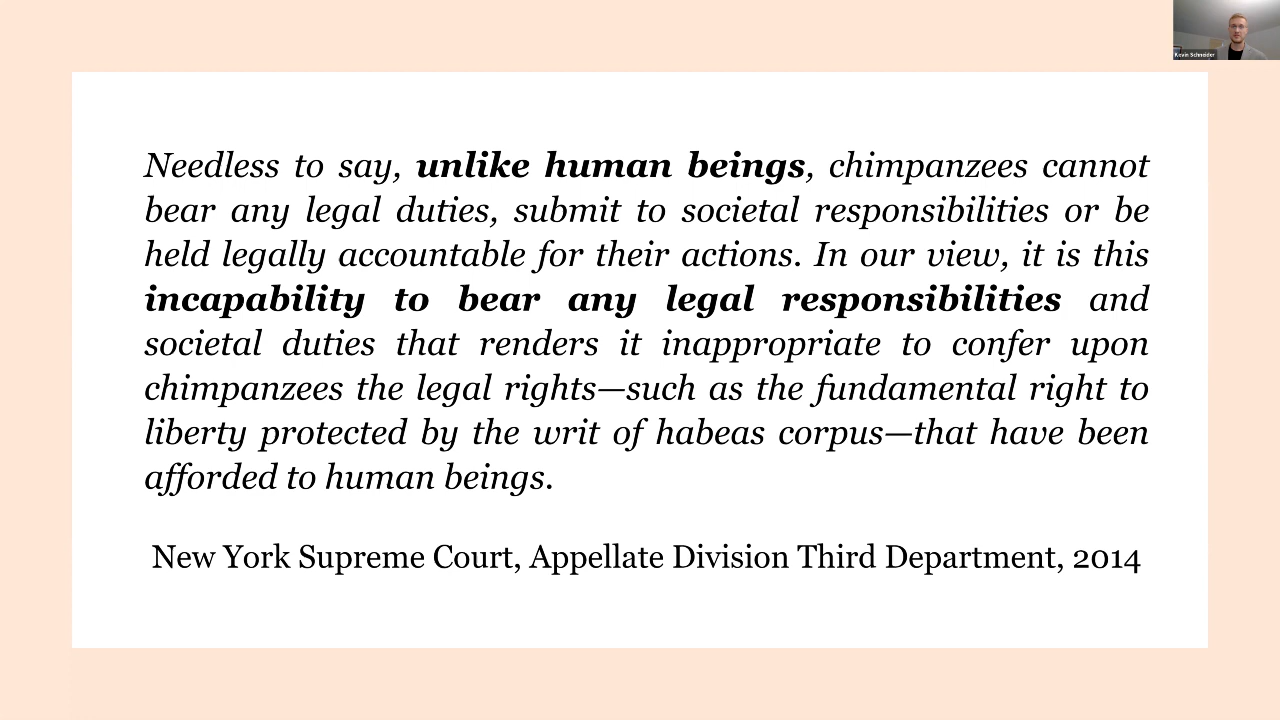 Kevin Schneider
Needless to say, unlike human beings, chimpanzees cannot
bear any legal duties, submit to societal responsibilities or be
held legally accountable for their actions. In our view, it is this
incapability to bear any legal responsibilities and
societal duties that renders it inappropriate to confer upon
chimpanzees the legal rights—such as the fundamental right to
liberty protected by the writ of habeas corpus—that have been
afforded to human beings.
New York Supreme Court, Appellate Division Third Department, 2014